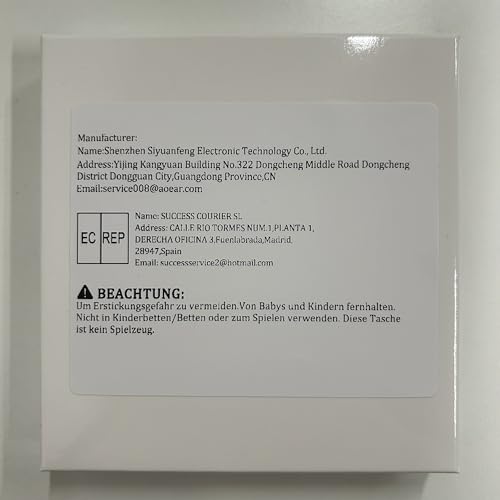 Manufacturer:
Name:Shenzhen Siyuanfeng Electronic Technology Co., Ltd.
Address:Yijing Kangyuan Building No.322 Dongcheng Middle Road Dongcheng
District Dongguan City,Guangdong Province,CN
Email:service008@aoear.com
EC REP
Name: SUCCESS COURIER SL
Address: CALLE RIO TORMES NUM.1,PLANTA 1,
DERECHA OFICINA 3,Fuenlabrada,Madrid,
28947,Spain
Email: successservice2@hotmail.com
BEACHTUNG:
Um Erstickungsgefahr zu vermeiden.Von Babys und Kindern fernhalten.
Nicht in Kinderbetten/Betten oder zum Spielen verwenden. Diese Tasche
ist kein Spielzeug.